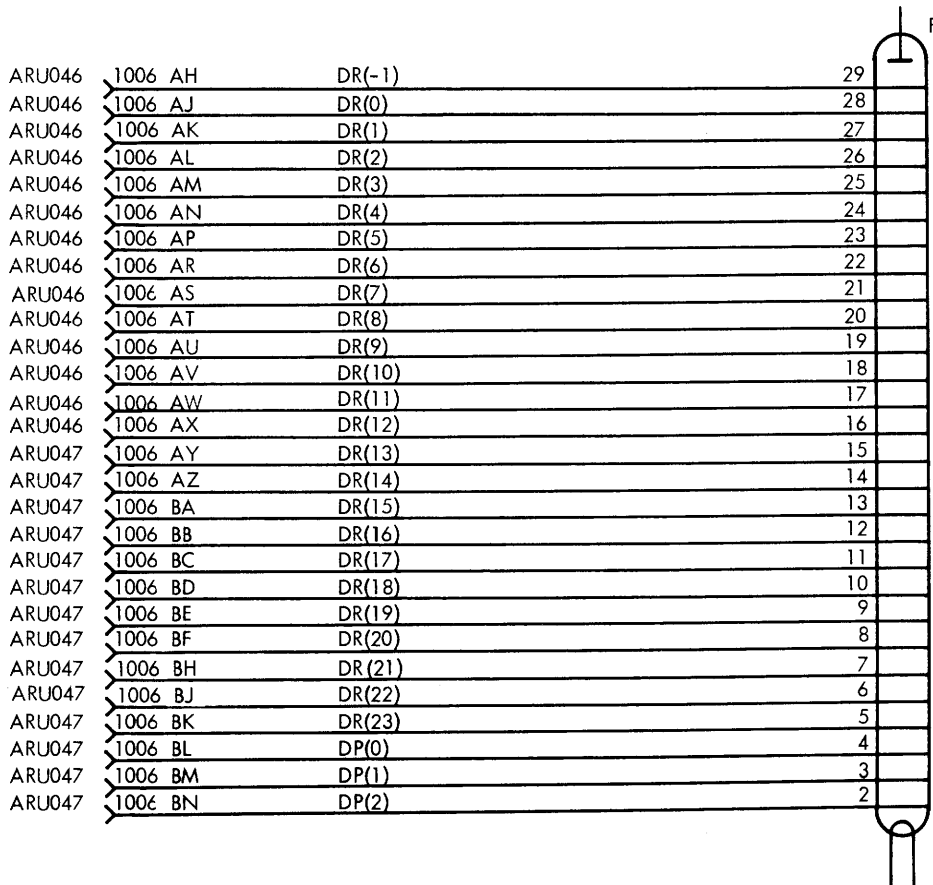 F
ARU046 1006 AH DR(-1) 29
ARU046 1006 AJ DR(0) 28
ARU046 1006 AK DR(1) 27
ARU046 1006 AL DR(2) 26
ARU046 1006 AM DR(3) 25
ARU046 1006 AN DR(4) 24
ARU046 1006 AP DR(5) 23
ARU046 1006 AR DR(6) 22
ARU046 1006 AS DR(7) 21
ARU046 1006 AT DR(8) 20
ARU046 1006 AU DR(9) 19
ARU046 1006 AV DR(10) 18
ARU046 1006 AW DR(11) 17
ARU046 1006 AX DR(12) 16
ARU047 1006 AY DR(13) 15
ARU047 1006 AZ DR(14) 14
ARU047 1006 BA DR(15) 13
ARU047 1006 BB DR(16) 12
ARU047 1006 BC DR(17) 11
ARU047 1006 BD DR(18) 10
ARU047 1006 BE DR(19) 9
ARU047 1006 BF DR(20) 8
ARU047 1006 BH DR(21) 7
ARU047 1006 BJ DR(22) 6
ARU047 1006 BK DR(23) 5
ARU047 1006 BL DP(0) 4
ARU047 1006 BM DP(1) 3
ARU047 1006 BN DP(2) 2